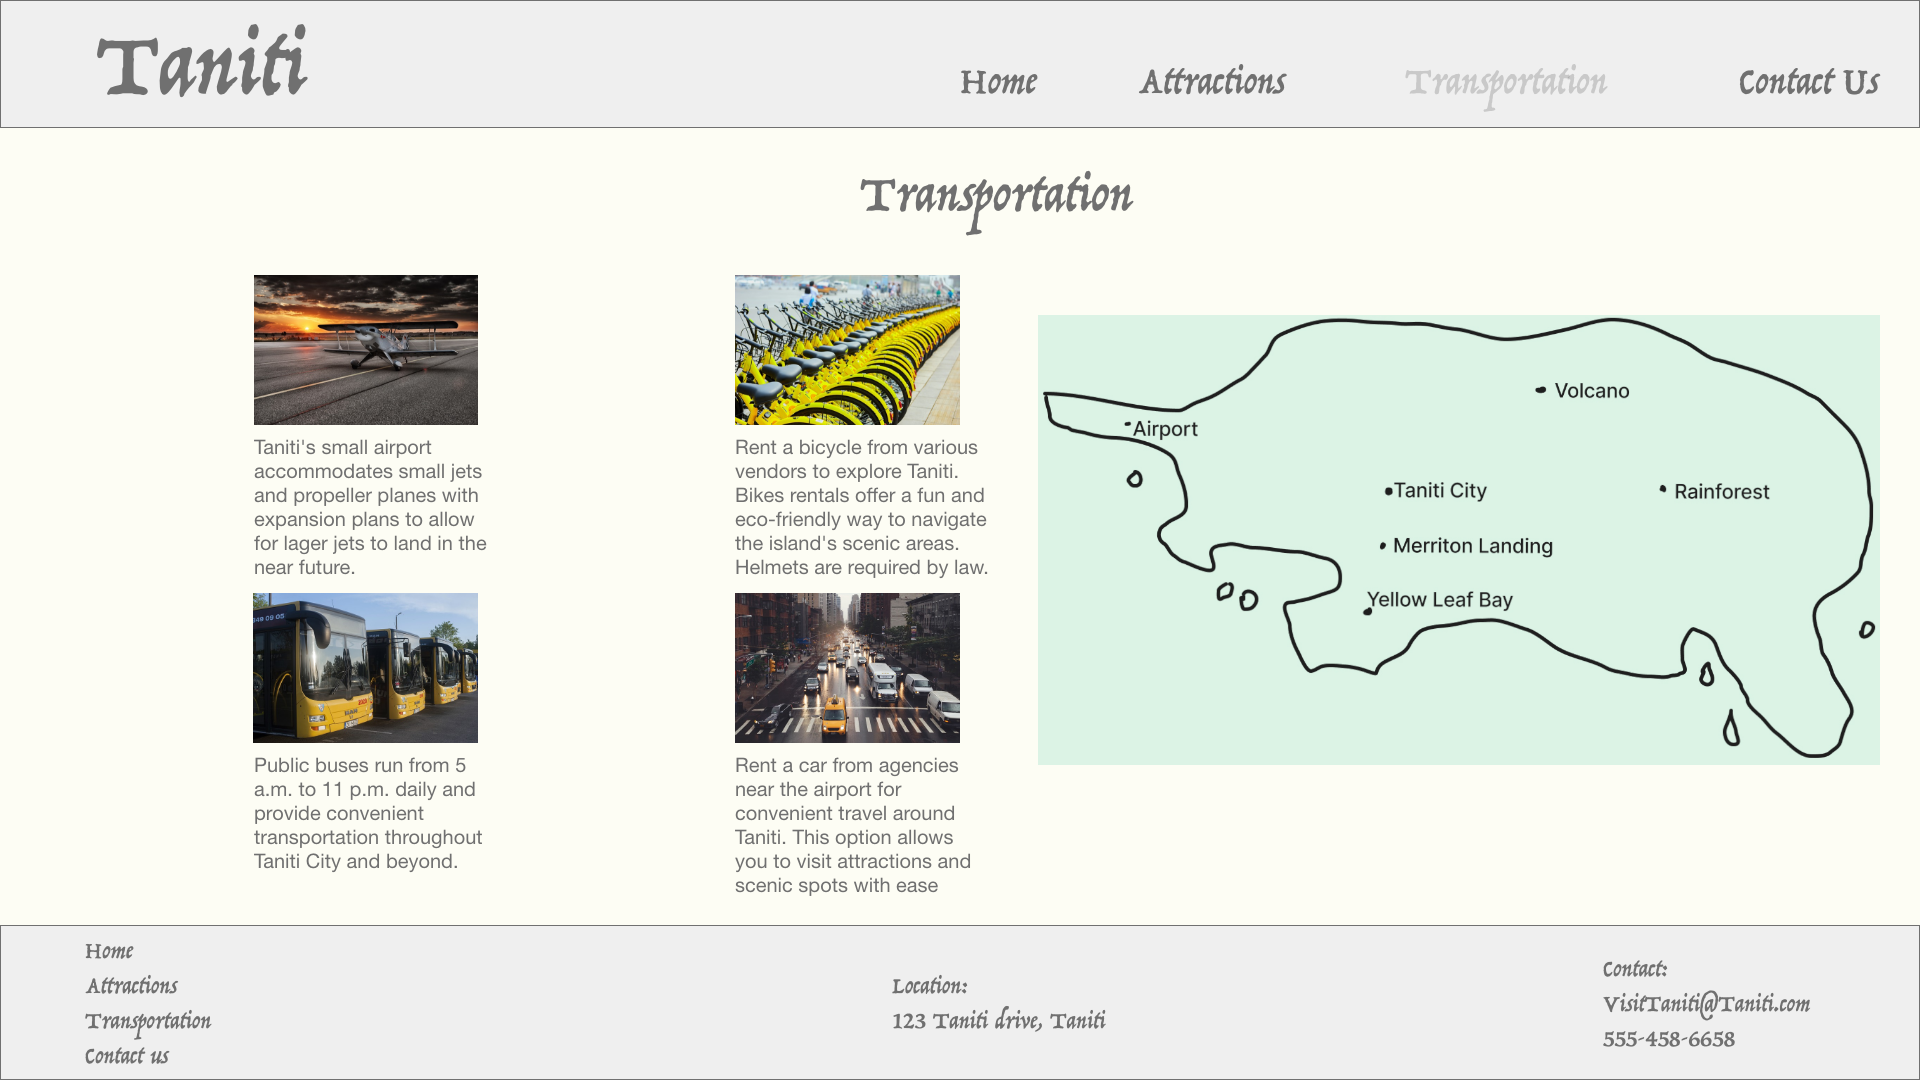 Taniti
Home
Attractions
Transportation
Contact Us
Transportation
Taniti's small airport
accommodates small jets
and propeller planes with
expansion plans to allow
for lager jets to land in the
near future.
Rent a bicycle from various
vendors to explore Taniti.
Bikes rentals offer a fun and
eco-friendly way to navigate
the island's scenic areas.
Helmets are required by law.
Volcano
Airport
Taniti City
Rainforest
Merriton Landing
Yellow Leaf Bay
Public buses run from 5
a.m. to 11 p.m. daily and
provide convenient
transportation throughout
Taniti City and beyond.
Rent a car from agencies
near the airport for
convenient travel around
Taniti. This option allows
you to visit attractions and
scenic spots with ease
Home
Attractions
Transportation
Contact us
Location:
123 Taniti drive, Taniti
Contact:
VisitTaniti@Taniti.com
555-458-6658